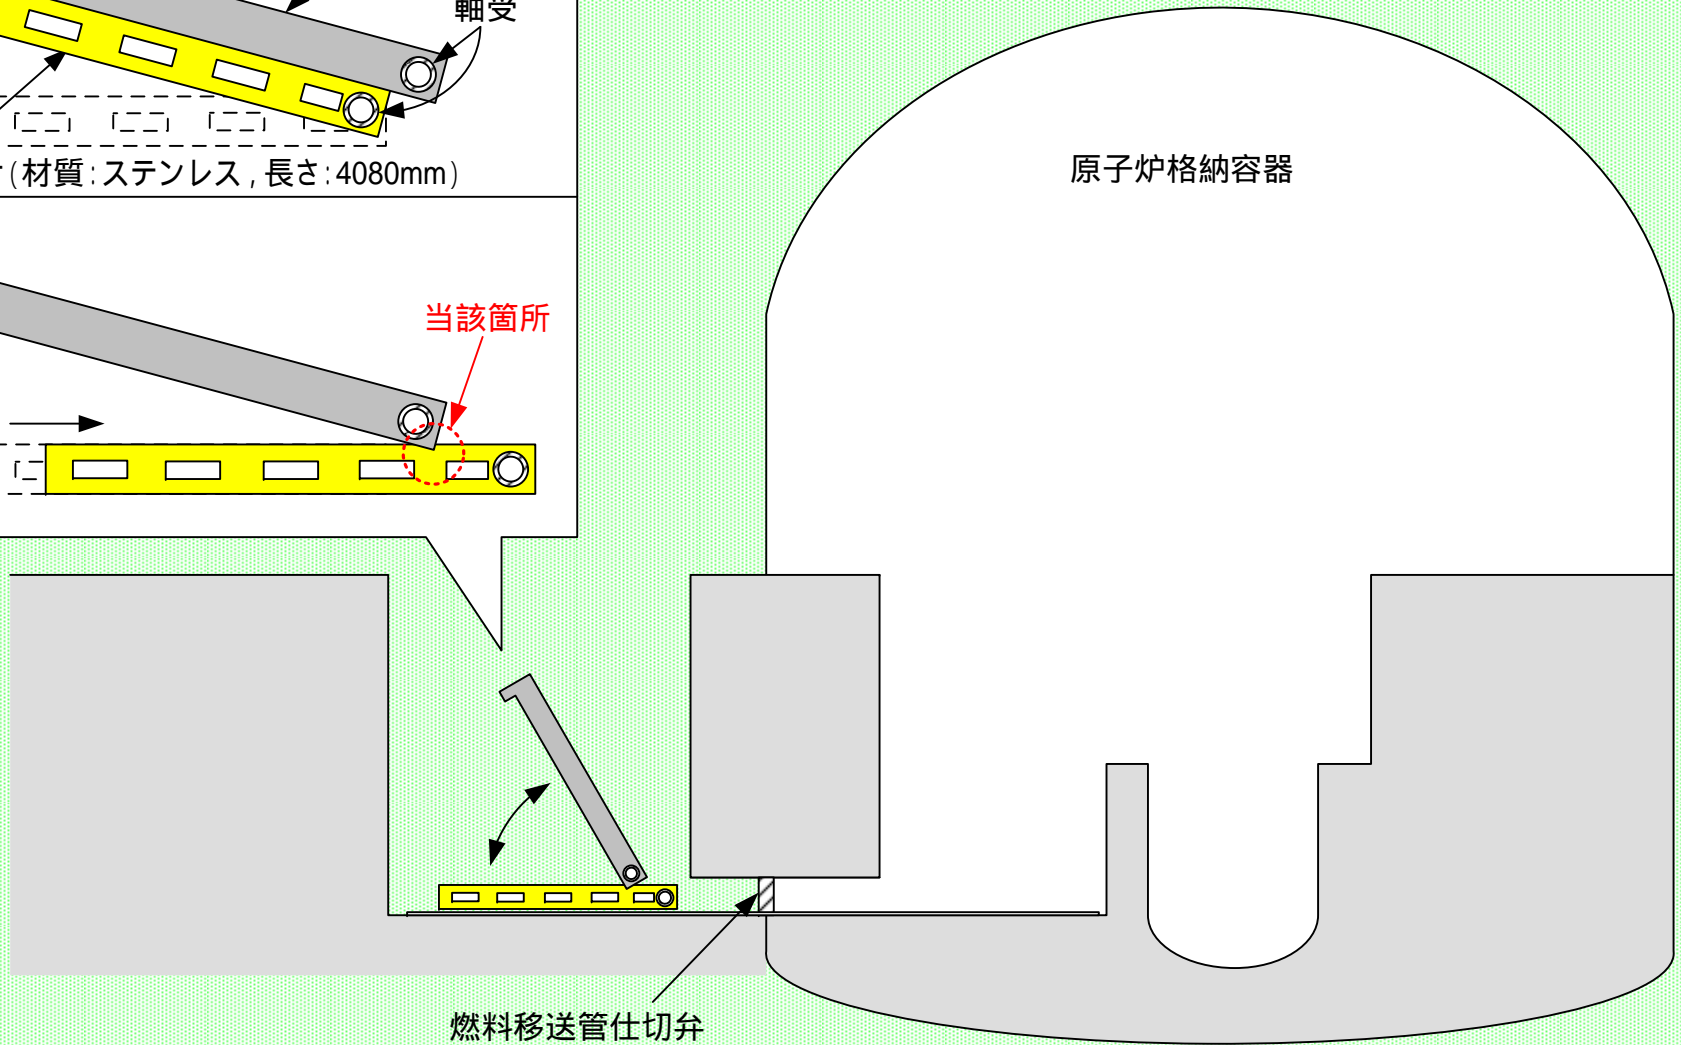 軸受
(材質:ステンレス,長さ:4080mm)
当該箇所
原子炉格納容器
燃料移送管仕切弁